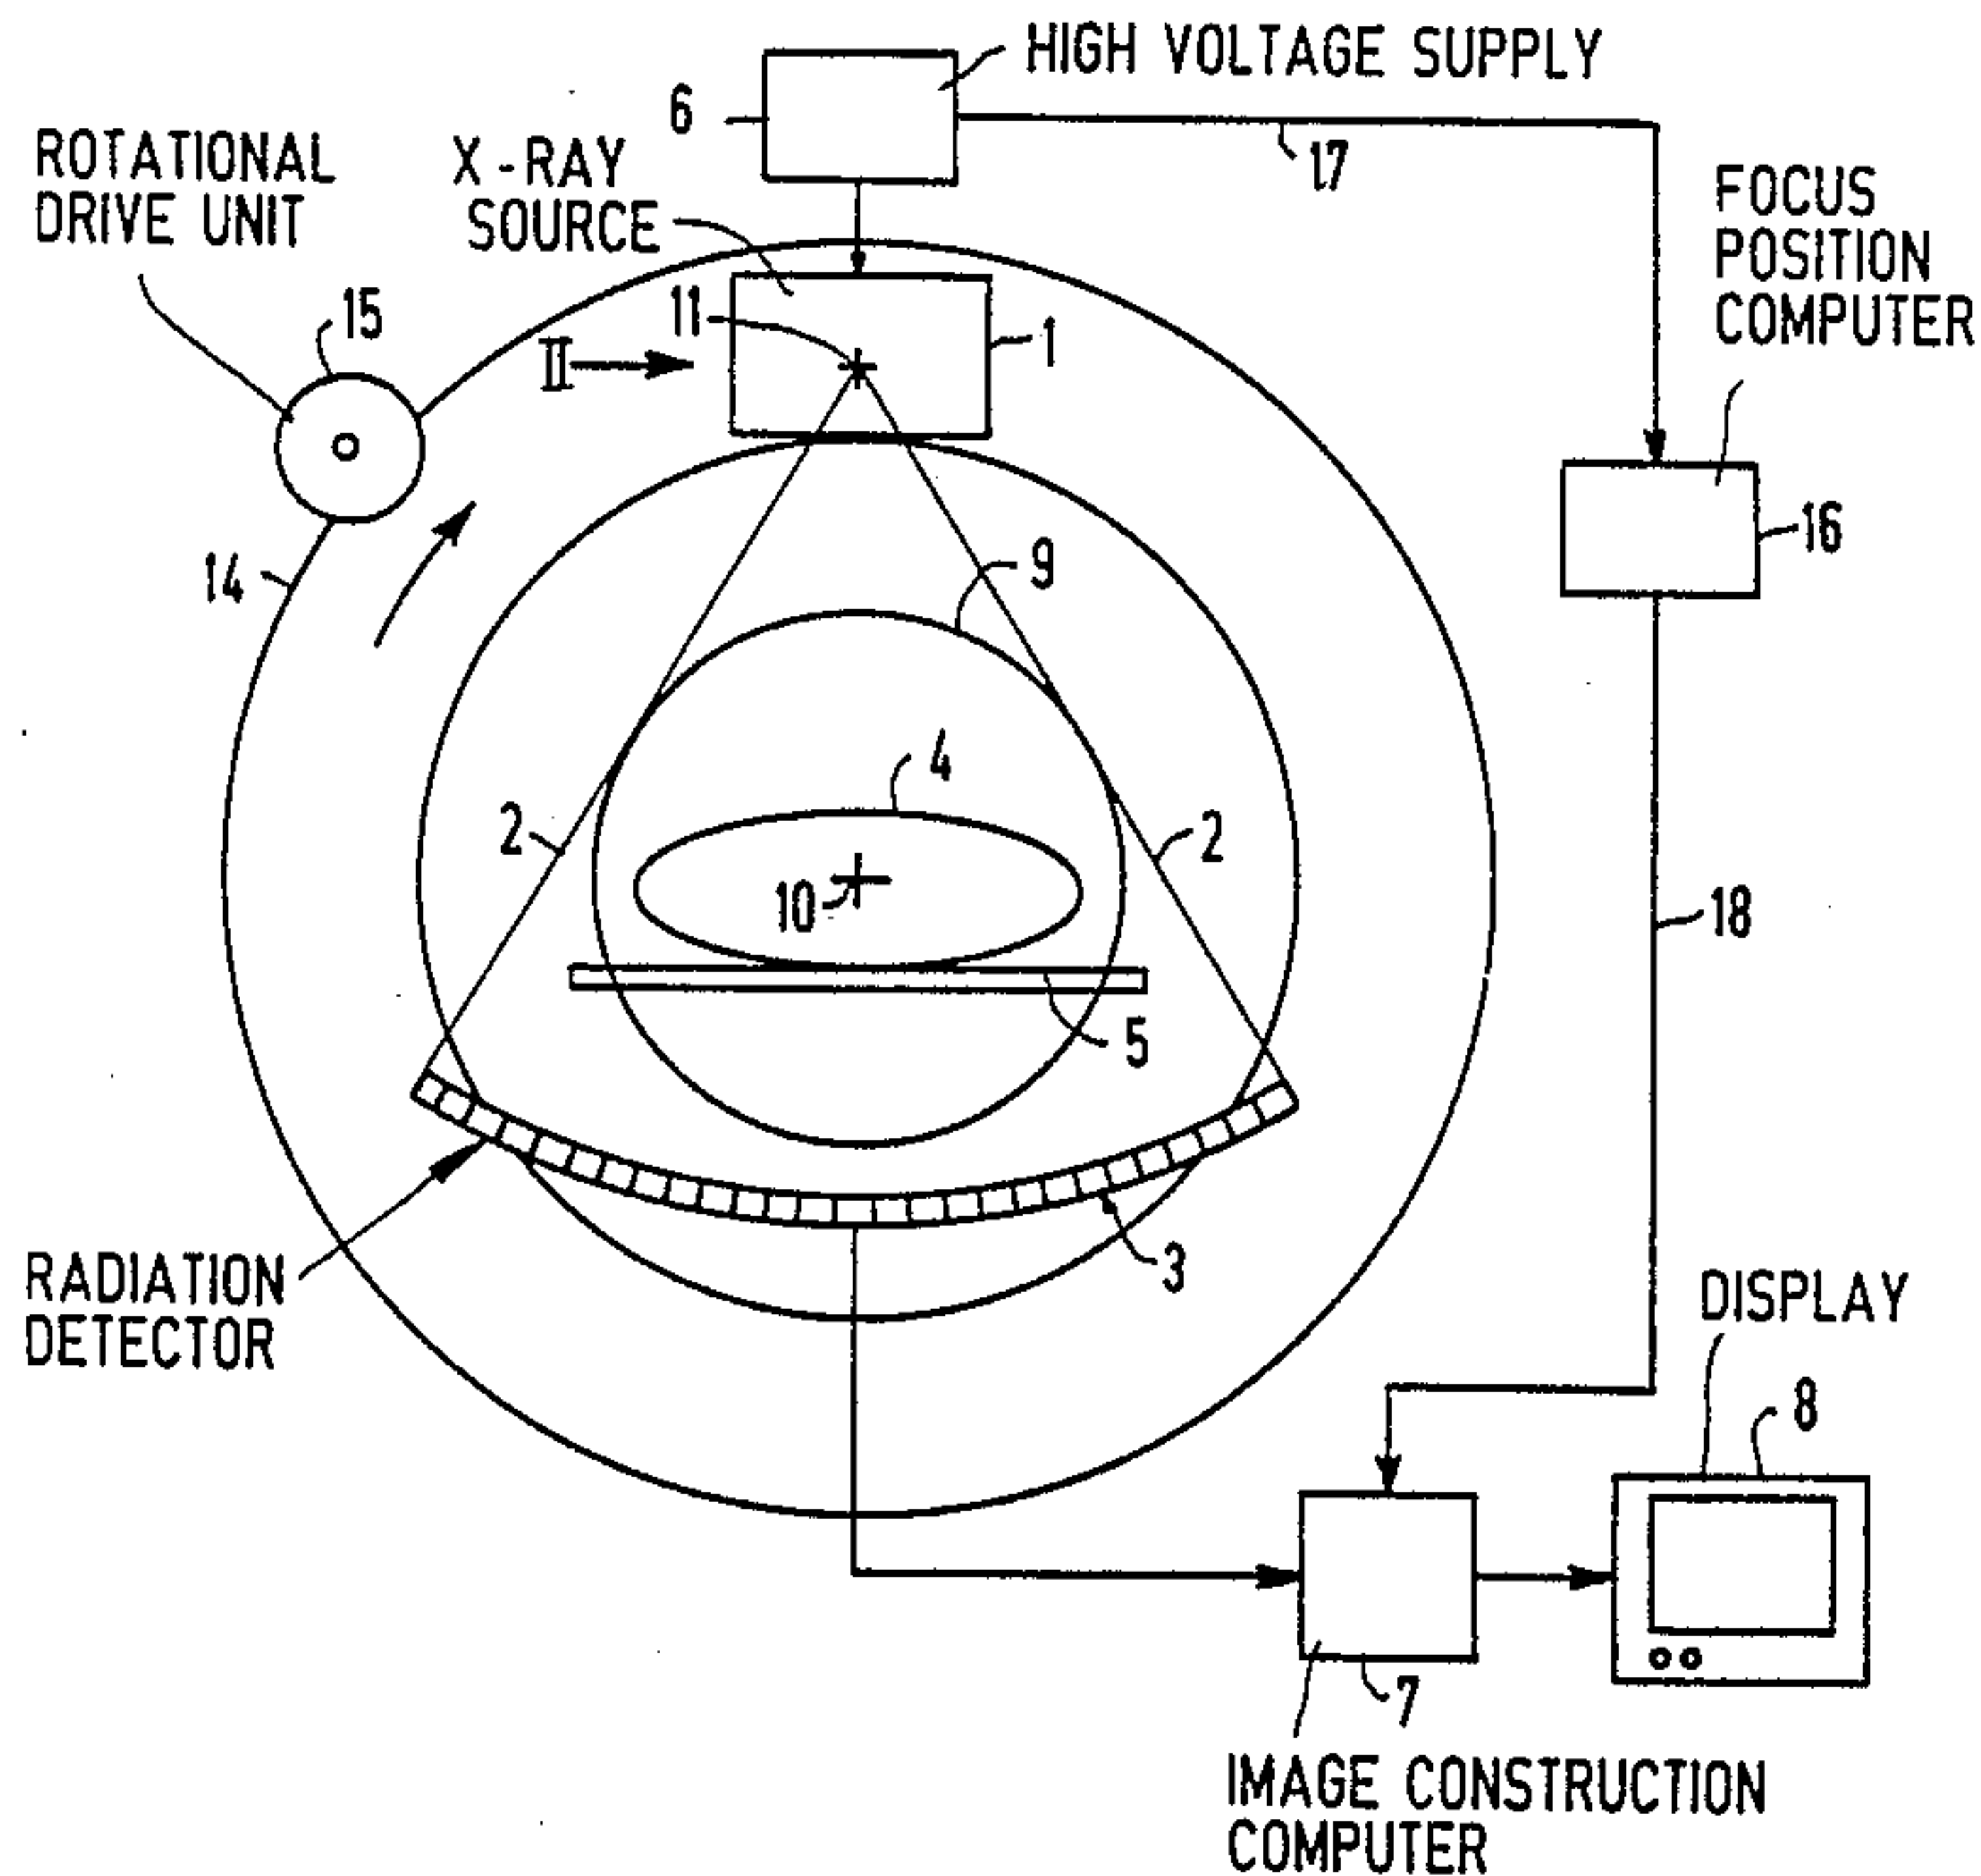 HIGH VOLTAGE SUPPLY
6
17
ROTATIONAL
DRIVE UNIT
X-RAY
SOURCE
FOCUS
POSITION
COMPUTER
15
11
1
II
16
14
9
4
2
2
10
18
5
RADIATION
DETECTOR
3
DISPLAY
8
7
IMAGE CONSTRUCTION
COMPUTER